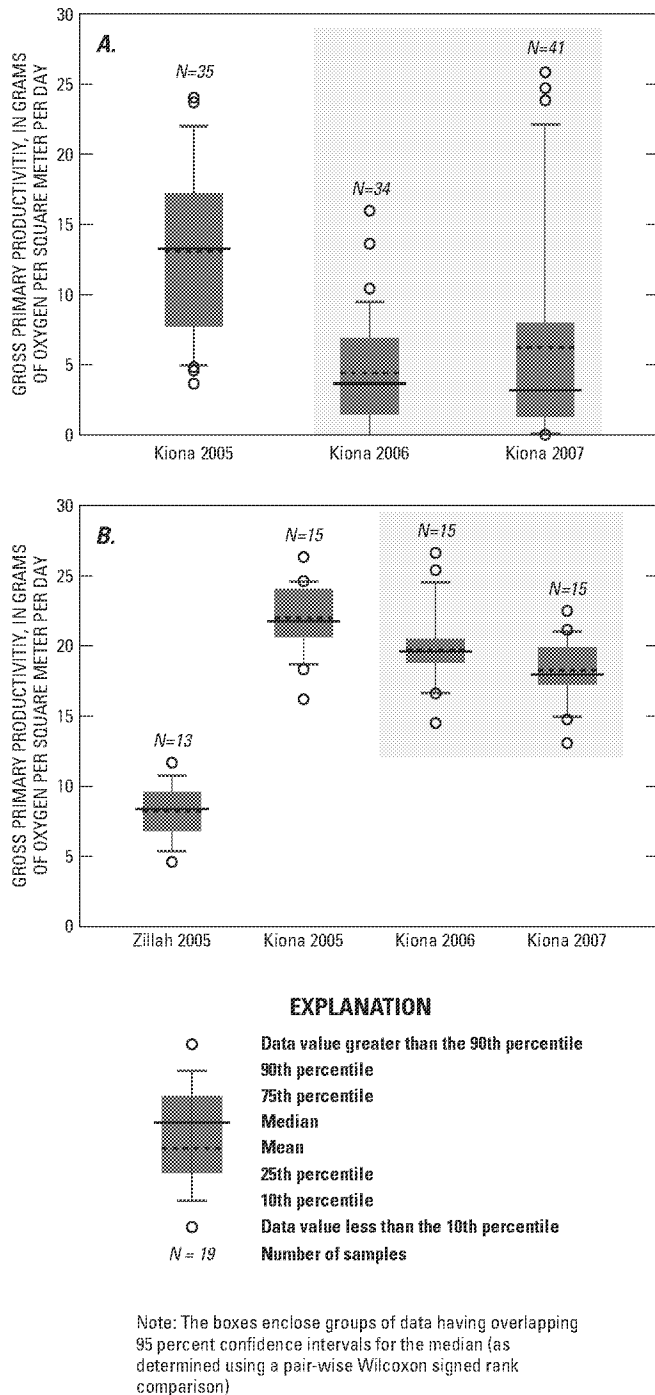 GROSS PRIMARY PRODUCTIVITIY, IN GRAMS
OF OXYGEN PER SQUARE METER PER DAY
30
25
20
15
10
5
0
A.
N=35
N=34
N=41
Kiona 2005
Kiona 2006
Kiona 2007
GROSS PRIMARY PRODUCTIVITY, IN GRAMS
OF OXYGEN PER SQUARE METER PER DAY
30
25
20
15
10
5
0
B.
N=13
N=15
N=15
N=15
Zillah 2005
Kiona 2005
Kiona 2006
Kiona 2007
EXPLANATION
Data value greater than the 90th percentile
90th percentile
75th percentile
Median
Mean
25th percentile
10th percentile
Data value less than the 10th percentile
N = 19 Number of samples
Note: The boxes enclose groups of data having overlapping
95 percent confidence intervals for the median (as
determined using a pair-wise Wilcoxon signed rank
comparison)